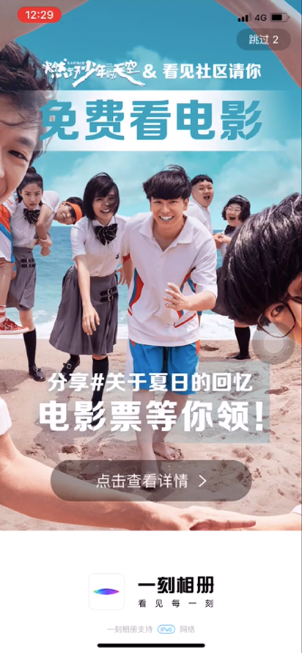 12:29
4G
跳过 2
燃野少年的天空 & 看见社区请你
免费看电影
分享#关于夏日的回忆
电影票等你领!
点击查看详情 >
一刻相册
看见每一刻
一刻相册支持 IPv6 网络